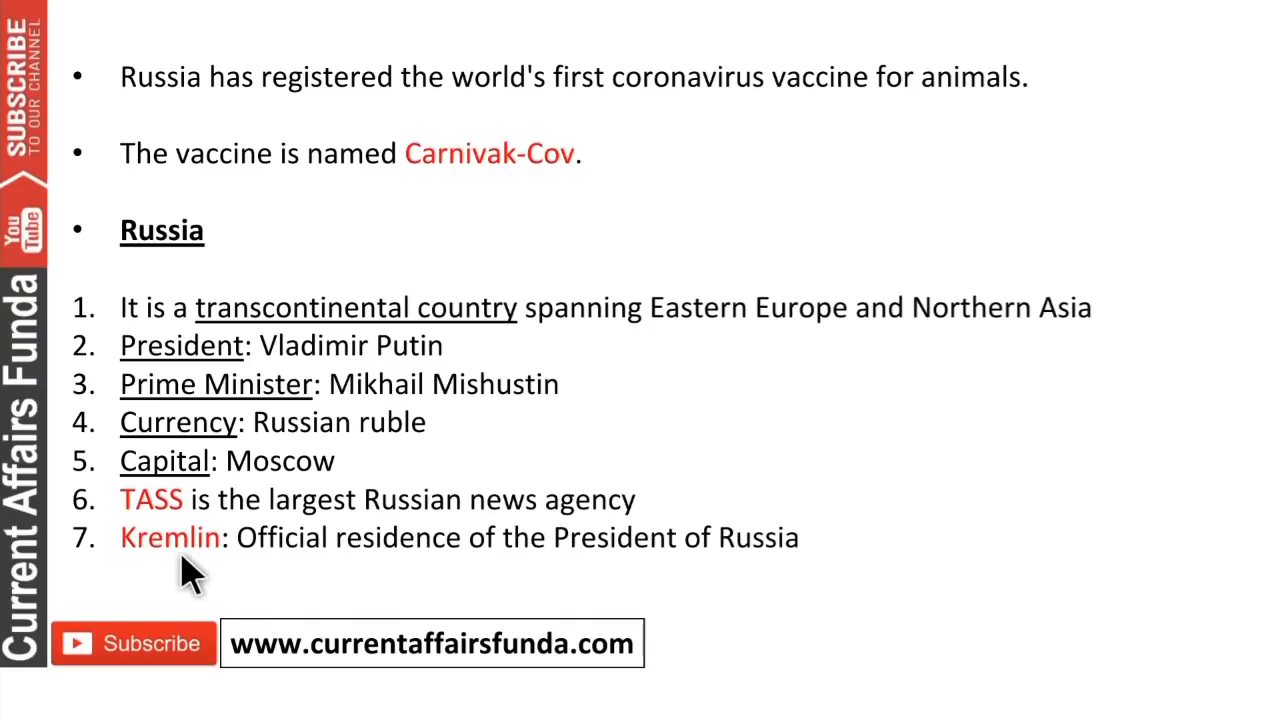 SUBSCRIBE
TO OUR CHANNEL
You
Tube
Current Affairs Funda
• Russia has registered the world's first coronavirus vaccine for animals.
• The vaccine is named Carnivak-Cov.
• Russia
1. It is a transcontinental country spanning Eastern Europe and Northern Asia
2. President: Vladimir Putin
3. Prime Minister: Mikhail Mishustin
4. Currency: Russian ruble
5. Capital: Moscow
6. TASS is the largest Russian news agency
7. Kremlin: Official residence of the President of Russia
Subscribe
www.currentaffairsfunda.com